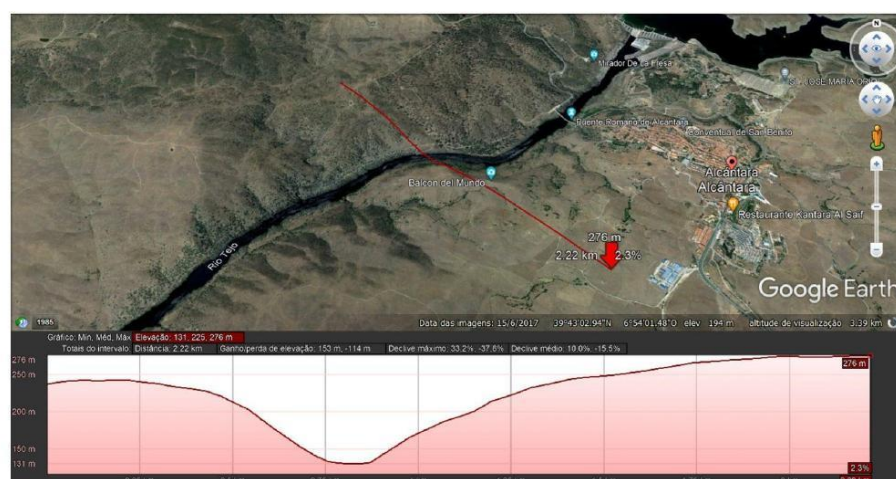 Mirador De La Presa
JOSE MARIA ORIO
Puente Romano de Alcántara
Conventual de San Benito
Alcántara
Alcántara
Balcon del Mundo
Restaurante Kantara Al Saif
276 m
2.22 km 2.3%
Rio Tejo
Google Earth
1985
Data das imagens: 15/6/2017 39°43'02.94"N 6°54'01.48"O elev 194 m altitude de visualização 3.39 km
Gráfico: Mín, Méd, Máx Elevação: 131, 225, 276 m
Totais do intervalo: Distância: 2.22 km Ganho/perda de elevação: 153 m, -114 m Declive máximo: 33.2%, -37.8% Declive médio: 10.0%, -15.5%
276 m
276 m
250 m
200 m
150 m
131 m
2.3%